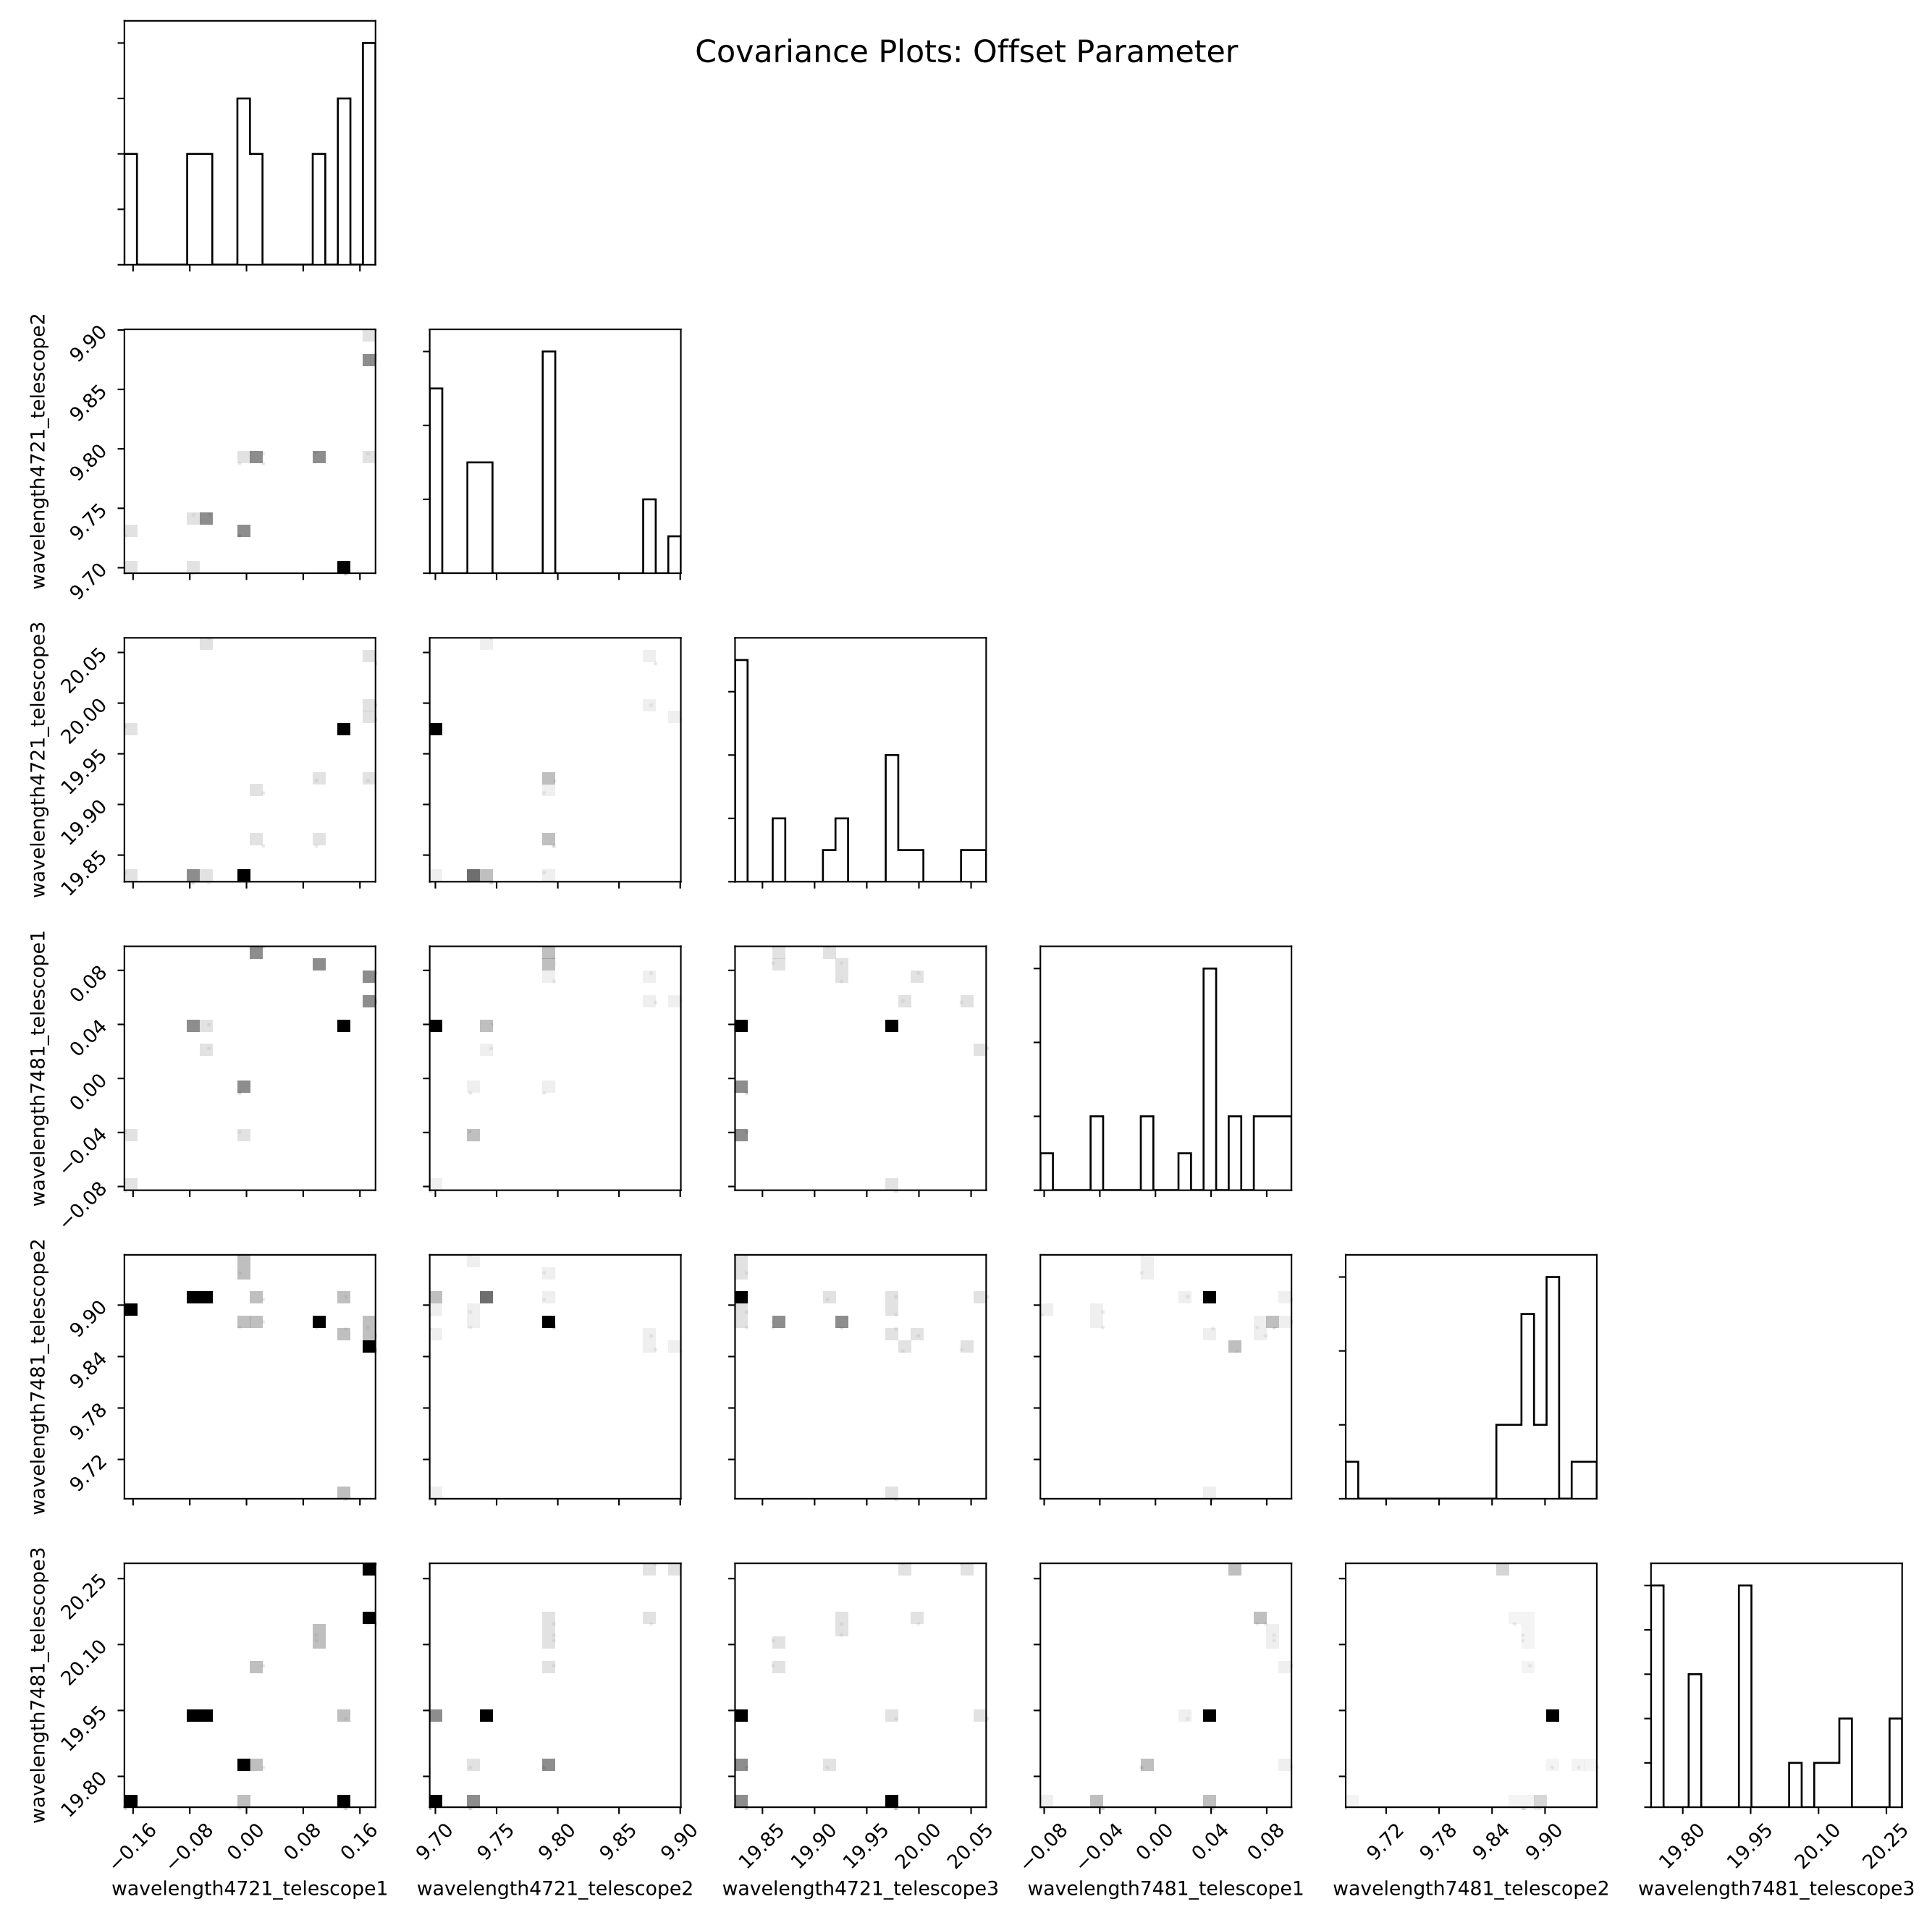 Covariance Plots: Offset Parameter
wavelength4721_telescope2
9.90
9.85
9.80
9.75
9.70
wavelength4721_telescope3
20.05
20.00
19.95
19.90
19.85
wavelength7481_telescope1
0.08
0.04
0.00
−0.04
−0.08
wavelength7481_telescope2
9.90
9.84
9.78
9.72
wavelength7481_telescope3
20.25
20.10
19.95
19.80
−0.16 −0.08 0.00 0.08 0.16 9.70 9.75 9.80 9.85 9.90 19.85 19.90 19.95 20.00 20.05 −0.08 −0.04 0.00 0.04 0.08 9.72 9.78 9.84 9.90 19.80 19.95 20.10 20.25
wavelength4721_telescope1 wavelength4721_telescope2 wavelength4721_telescope3 wavelength7481_telescope1 wavelength7481_telescope2 wavelength7481_telescope3